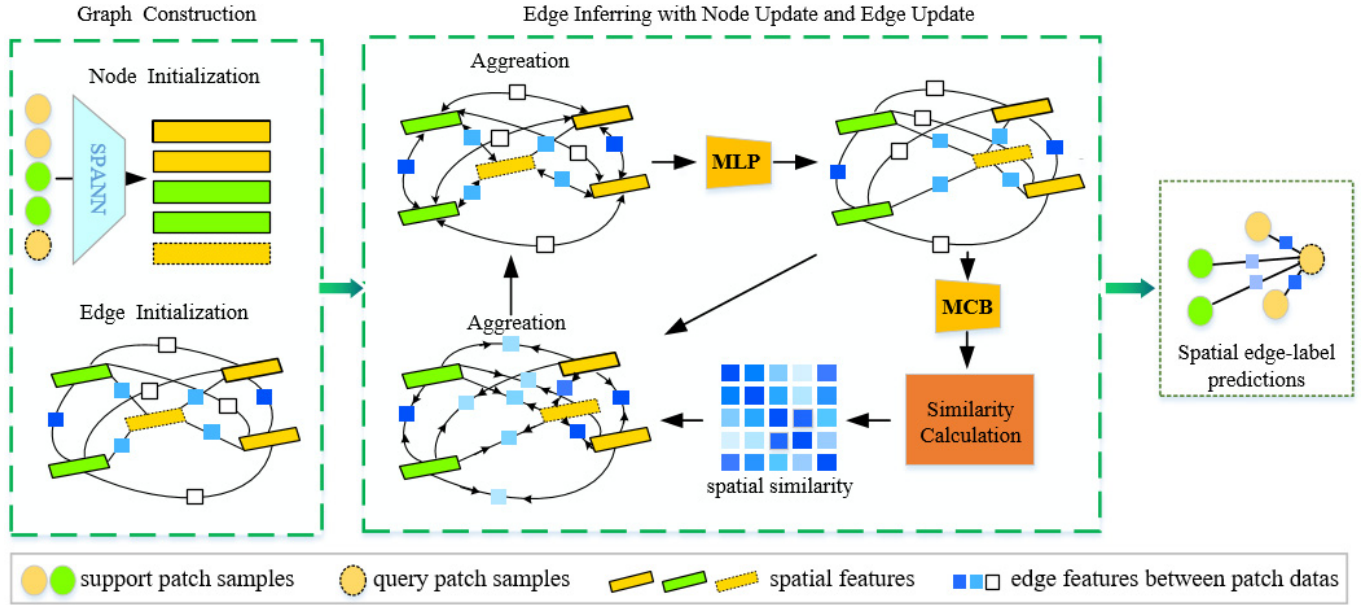 Graph Construction
Edge Inferring with Node Update and Edge Update
Node Initialization
SPANN
Edge Initialization
Aggreation
MLP
MCB
Aggreation
Similarity
Calculation
spatial similarity
Spatial edge-label
predictions
support patch samples
query patch samples
spatial features
edge features between patch datas